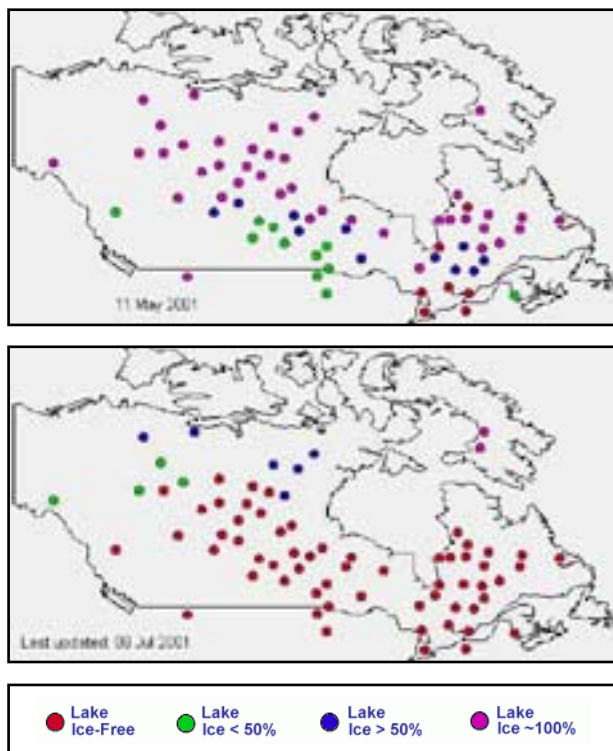 11 May 2001
Last updated: 08 Jul 2001
Lake Ice-Free
Lake Ice < 50%
Lake Ice > 50%
Lake Ice ~100%